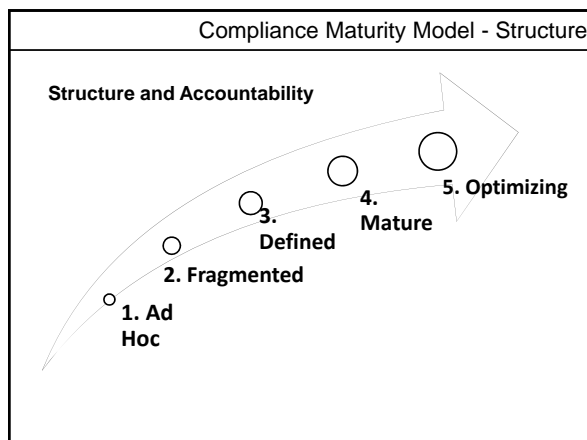 Compliance Maturity Model - Structure
Structure and Accountability
1. Ad
Hoc
2. Fragmented
3.
Defined
4.
Mature
5. Optimizing